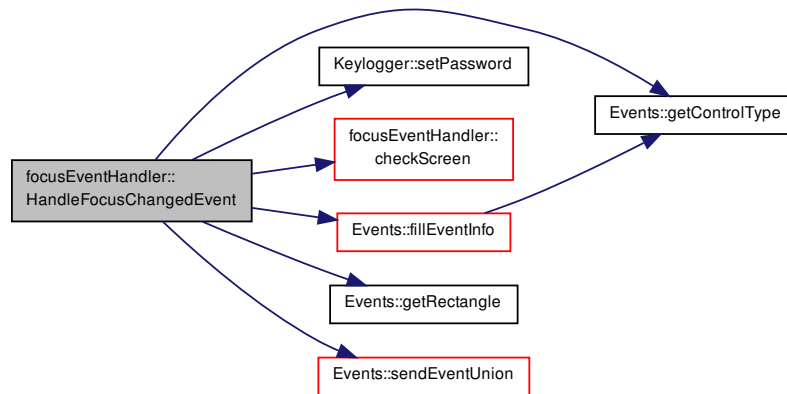 focusEventHandler::
HandleFocusChangedEvent
Keylogger::setPassword
focusEventHandler::
checkScreen
Events::fillEventInfo
Events::getRectangle
Events::sendEventUnion
Events::getControlType